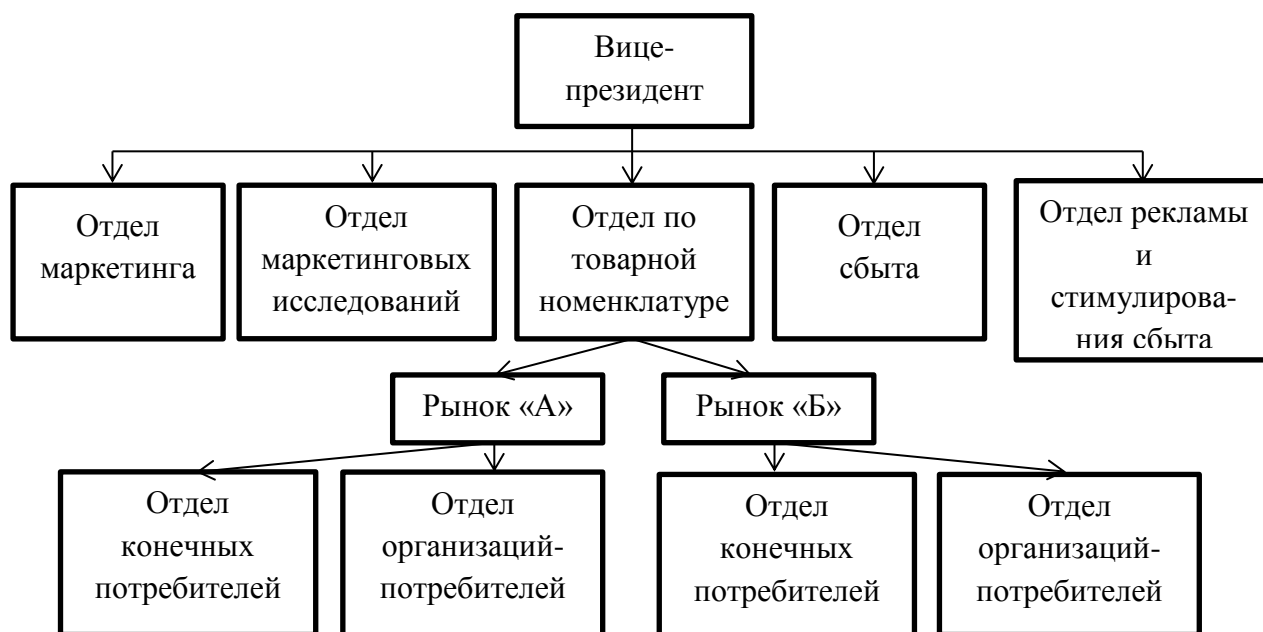 Вице-
президент
Отдел
маркетинга
Отдел
маркетинговых
исследований
Отдел по
товарной
номенклатуре
Отдел
сбыта
Отдел рекламы
и
стимулирова-
ния сбыта
Рынок «А»
Рынок «Б»
Отдел
конечных
потребителей
Отдел
организаций-
потребителей
Отдел
конечных
потребителей
Отдел
организаций-
потребителей